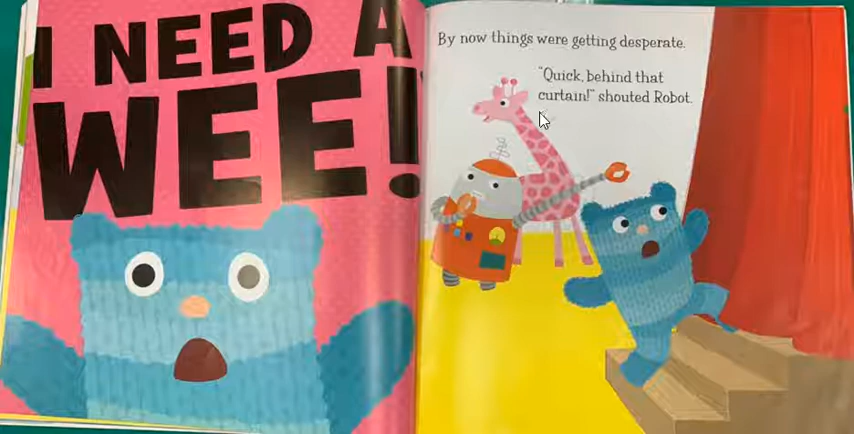 I NEED A
WEE!
By now things were getting desperate.
"Quick, behind that
curtain!" shouted Robot.